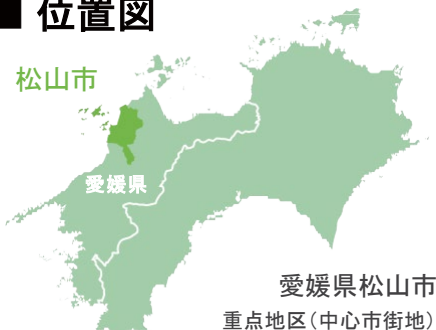 ■ 位置図
松山市
愛媛県
愛媛県松山市
重点地区(中心市街地)